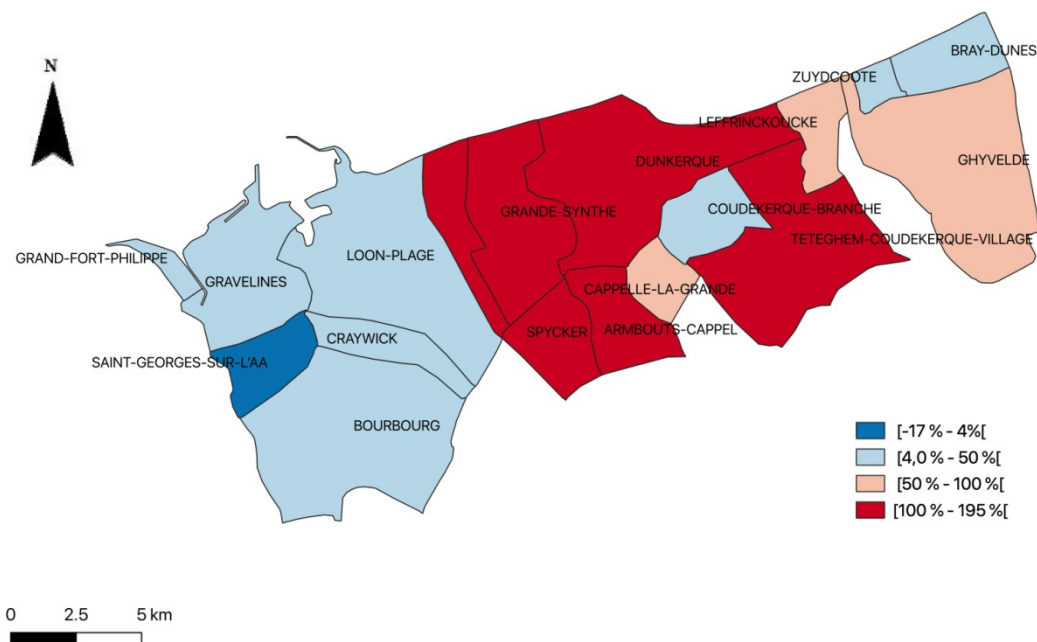 N
BRAY-DUNES
ZUYDCOOTE
LEFFRINCKOUCKE
DUNKERQUE
GHYVELDE
GRANDE-SYNTHE
COUDEKERQUE-BRANCHE
TETEGHEM-COUDEKERQUE-VILLAGE
GRAND-FORT-PHILIPPE
LOON-PLAGE
GRAVELINES
CAPPELLE-LA-GRANDE
SPYCKER
ARMBOUTS-CAPPEL
CRAYWICK
SAINT-GEORGES-SUR-L'AA
BOURBOURG
[-17 % - 4%[
[4,0 % - 50 %[
[50 % - 100 %[
[100 % - 195 %[
0 2.5 5 km